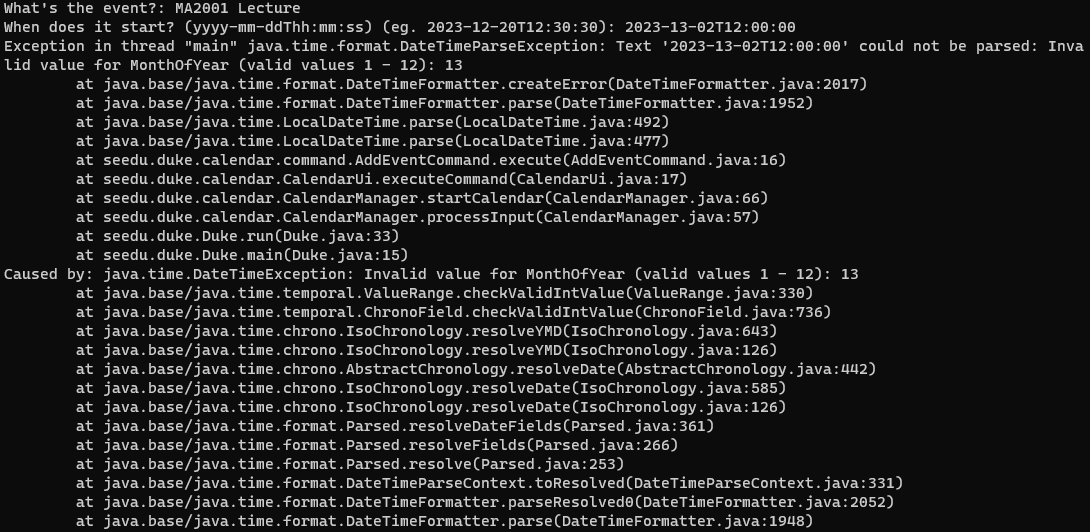 What's the event?: MA2001 Lecture
When does it start? (yyyy-mm-ddThh:mm:ss) (eg. 2023-12-20T12:30:30): 2023-13-02T12:00:00
Exception in thread "main" java.time.format.DateTimeParseException: Text '2023-13-02T12:00:00' could not be parsed: Inva
lid value for MonthOfYear (valid values 1 - 12): 13
        at java.base/java.time.format.DateTimeFormatter.createError(DateTimeFormatter.java:2017)
        at java.base/java.time.format.DateTimeFormatter.parse(DateTimeFormatter.java:1952)
        at java.base/java.time.LocalDateTime.parse(LocalDateTime.java:492)
        at java.base/java.time.LocalDateTime.parse(LocalDateTime.java:477)
        at seedu.duke.calendar.command.AddEventCommand.execute(AddEventCommand.java:16)
        at seedu.duke.calendar.CalendarUi.executeCommand(CalendarUi.java:17)
        at seedu.duke.calendar.CalendarManager.startCalendar(CalendarManager.java:66)
        at seedu.duke.calendar.CalendarManager.processInput(CalendarManager.java:57)
        at seedu.duke.Duke.run(Duke.java:33)
        at seedu.duke.Duke.main(Duke.java:15)
Caused by: java.time.DateTimeException: Invalid value for MonthOfYear (valid values 1 - 12): 13
        at java.base/java.time.temporal.ValueRange.checkValidIntValue(ValueRange.java:330)
        at java.base/java.time.temporal.ChronoField.checkValidIntValue(ChronoField.java:736)
        at java.base/java.time.chrono.IsoChronology.resolveYMD(IsoChronology.java:643)
        at java.base/java.time.chrono.IsoChronology.resolveYMD(IsoChronology.java:126)
        at java.base/java.time.chrono.AbstractChronology.resolveDate(AbstractChronology.java:442)
        at java.base/java.time.chrono.IsoChronology.resolveDate(IsoChronology.java:585)
        at java.base/java.time.chrono.IsoChronology.resolveDate(IsoChronology.java:126)
        at java.base/java.time.format.Parsed.resolveDateFields(Parsed.java:361)
        at java.base/java.time.format.Parsed.resolveFields(Parsed.java:266)
        at java.base/java.time.format.Parsed.resolve(Parsed.java:253)
        at java.base/java.time.format.DateTimeParseContext.toResolved(DateTimeParseContext.java:331)
        at java.base/java.time.format.DateTimeFormatter.parseResolved0(DateTimeFormatter.java:2052)
        at java.base/java.time.format.DateTimeFormatter.parse(DateTimeFormatter.java:1948)